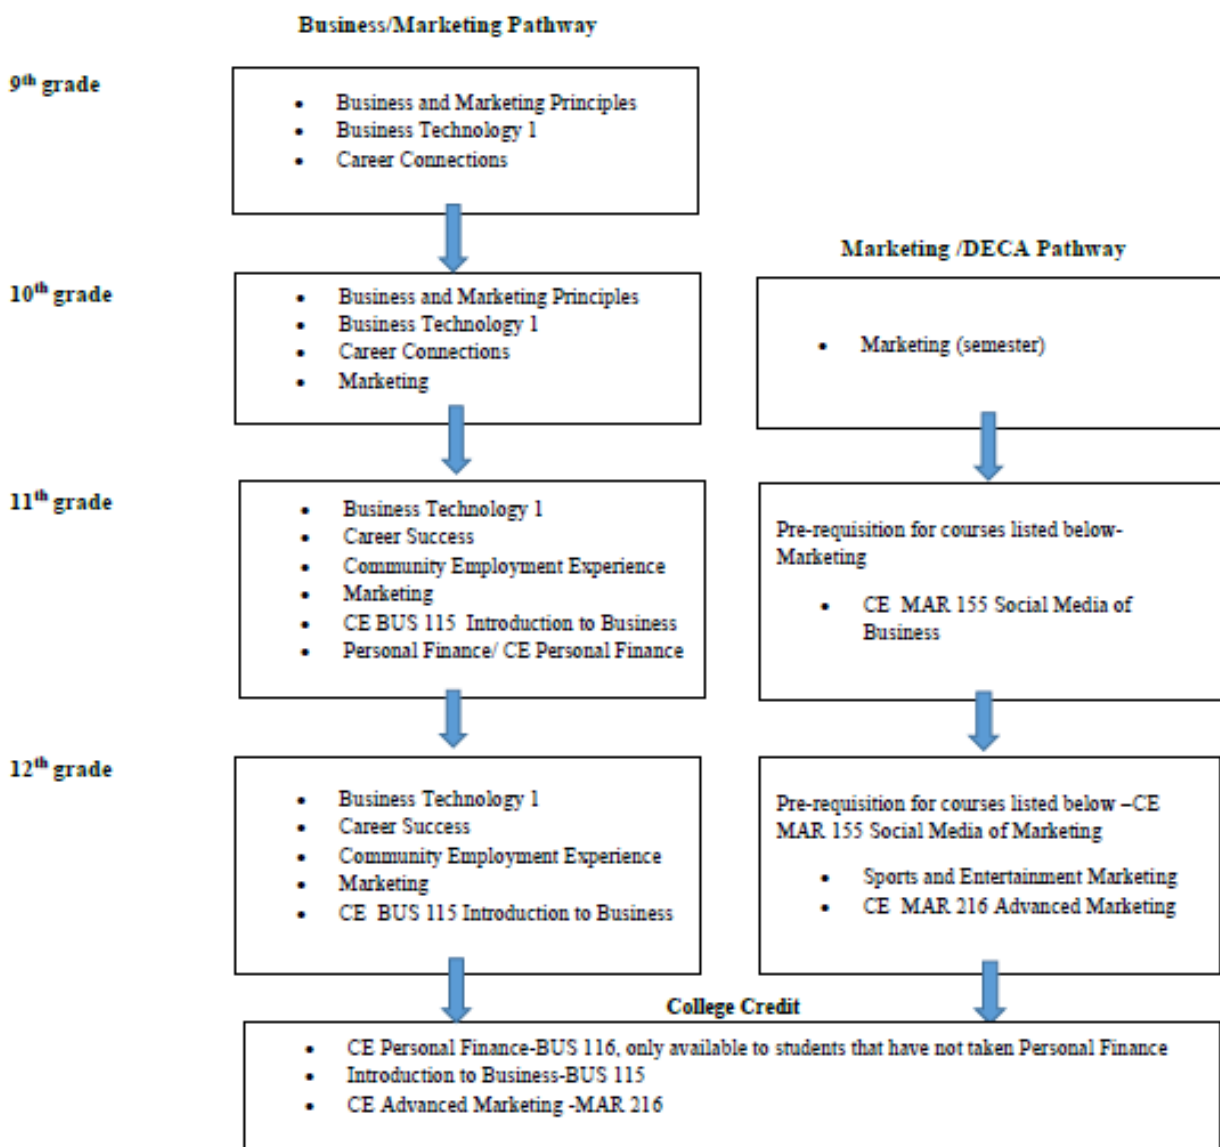 Business/Marketing Pathway
9th grade
• Business and Marketing Principles
• Business Technology 1
• Career Connections
Marketing /DECA Pathway
10th grade
• Business and Marketing Principles
• Business Technology 1
• Career Connections
• Marketing
• Marketing (semester)
11th grade
• Business Technology 1
• Career Success
• Community Employment Experience
• Marketing
• CE BUS 115 Introduction to Business
• Personal Finance/ CE Personal Finance
Pre-requisition for courses listed below-
Marketing
• CE MAR 155 Social Media of
Business
12th grade
• Business Technology 1
• Career Success
• Community Employment Experience
• Marketing
• CE BUS 115 Introduction to Business
Pre-requisition for courses listed below –CE
MAR 155 Social Media of Marketing
• Sports and Entertainment Marketing
• CE MAR 216 Advanced Marketing
College Credit
• CE Personal Finance-BUS 116, only available to students that have not taken Personal Finance
• Introduction to Business-BUS 115
• CE Advanced Marketing -MAR 216